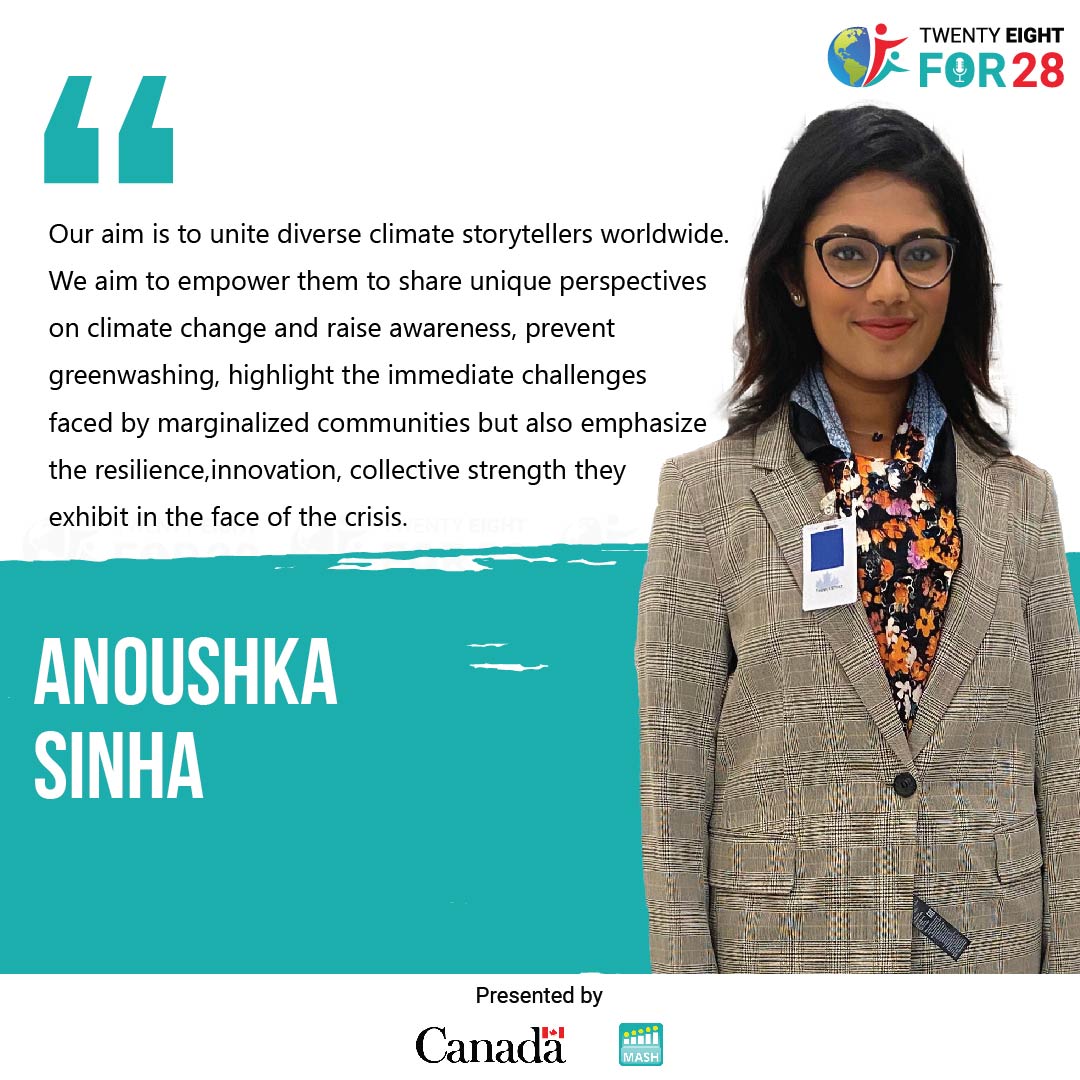 TWENTY EIGHT
FOR 28
Our aim is to unite diverse climate storytellers worldwide.
We aim to empower them to share unique perspectives
on climate change and raise awareness, prevent
greenwashing, highlight the immediate challenges
faced by marginalized communities but also emphasize
the resilience,innovation, collective strength they
exhibit in the face of the crisis.
ANOUSHKA
SINHA
Presented by
Canada
MASH